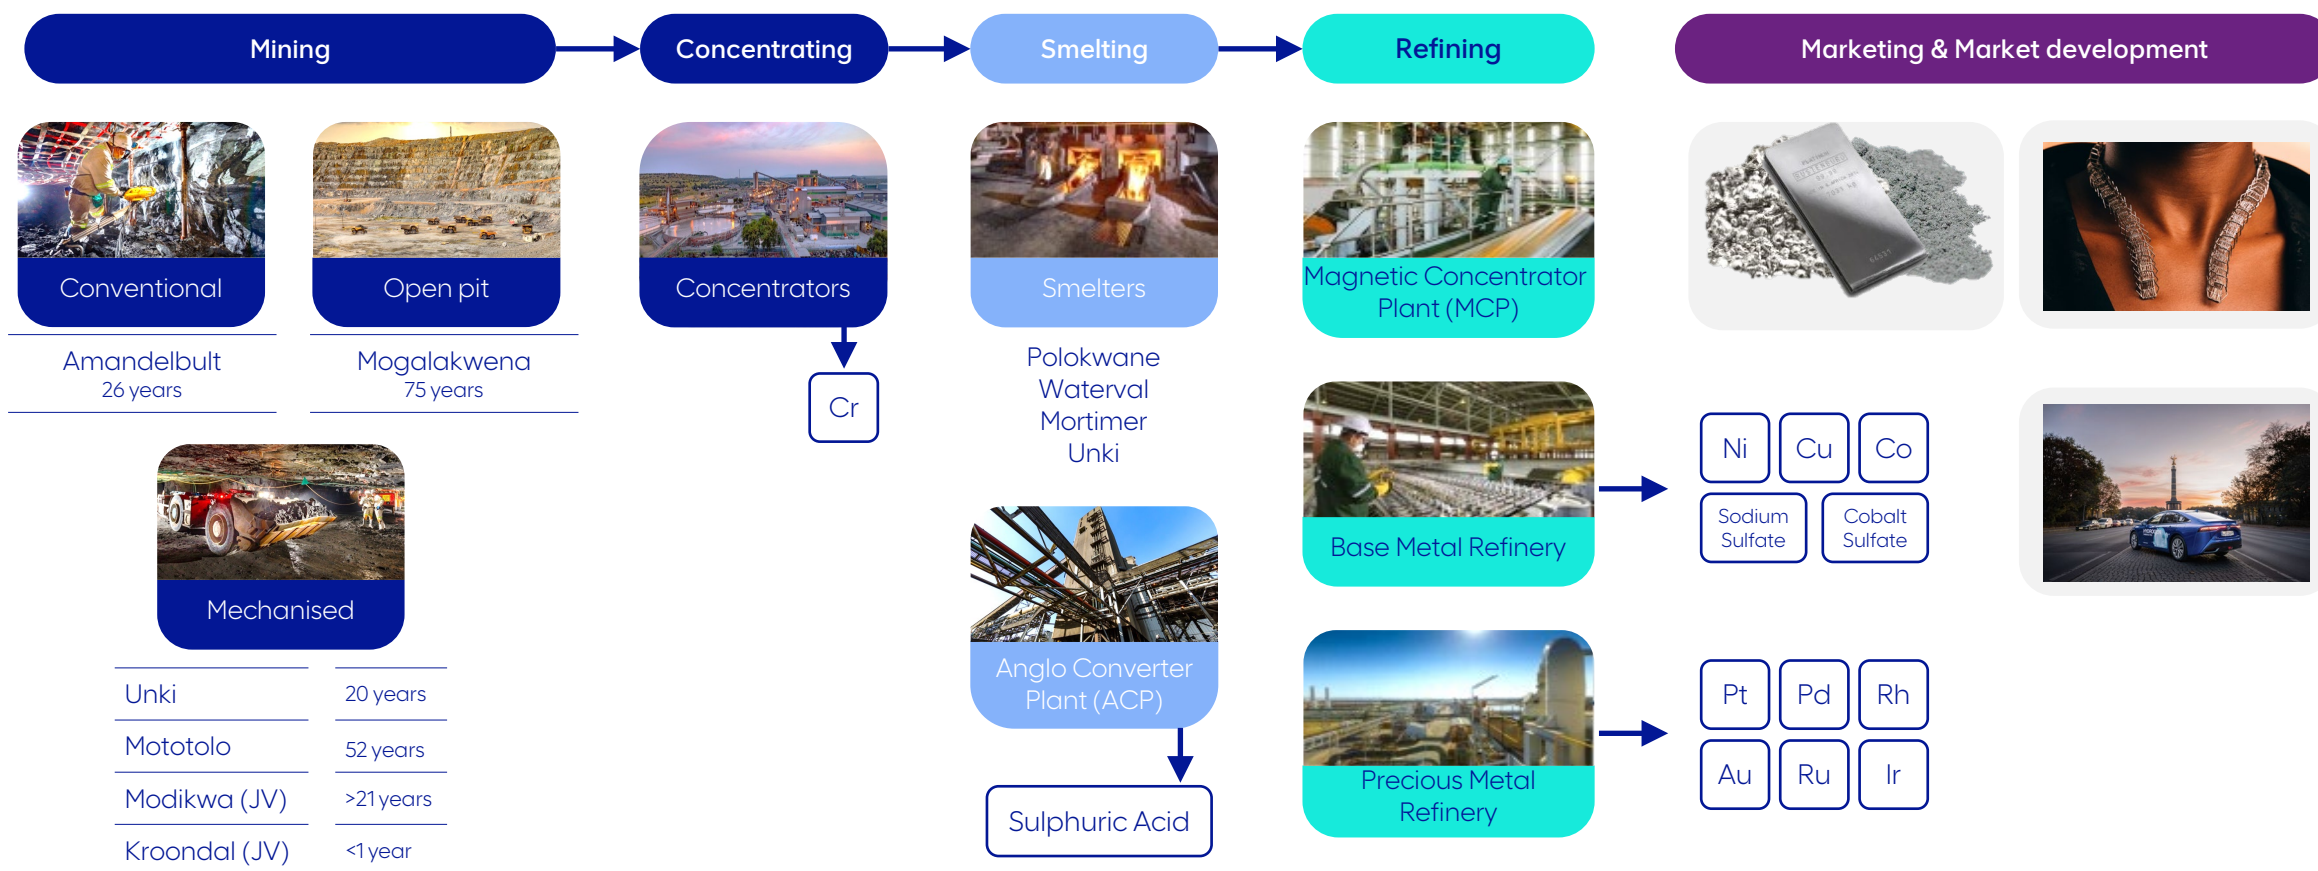 Mining
Concentrating
Smelting
Refining
Marketing & Market development
Conventional
Open pit
Amandelbult
26 years
Mogalakwena
75 years
Mechanised
Unki
20 years
Mototolo
52 years
Modikwa (JV)
>21 years
Kroondal (JV)
<1 year
Concentrators
Cr
Smelters
Polokwane
Waterval
Mortimer
Unki
Anglo Converter
Plant (ACP)
Sulphuric Acid
Magnetic Concentrator
Plant (MCP)
Base Metal Refinery
Precious Metal
Refinery
PLATINUM
Ni
Cu
Co
Sodium
Sulfate
Cobalt
Sulfate
Pt
Pd
Rh
Au
Ru
Ir